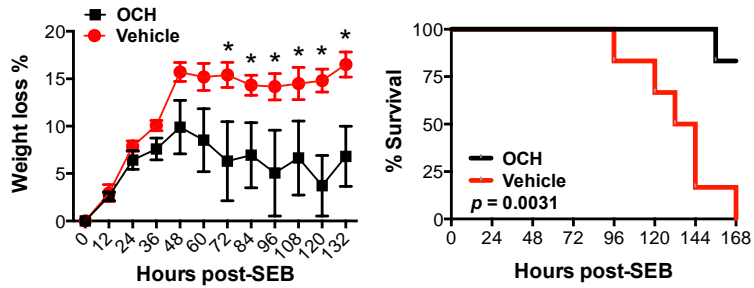 OCH
Vehicle
Weight loss %
20
15
10
5
0
* * * * * *
0 12 24 36 48 60 72 84 96 108 120 132
Hours post-SEB
% Survival
100
75
50
25
0
OCH
Vehicle
p = 0.0031
0 24 48 72 96 120 144 168
Hours post-SEB